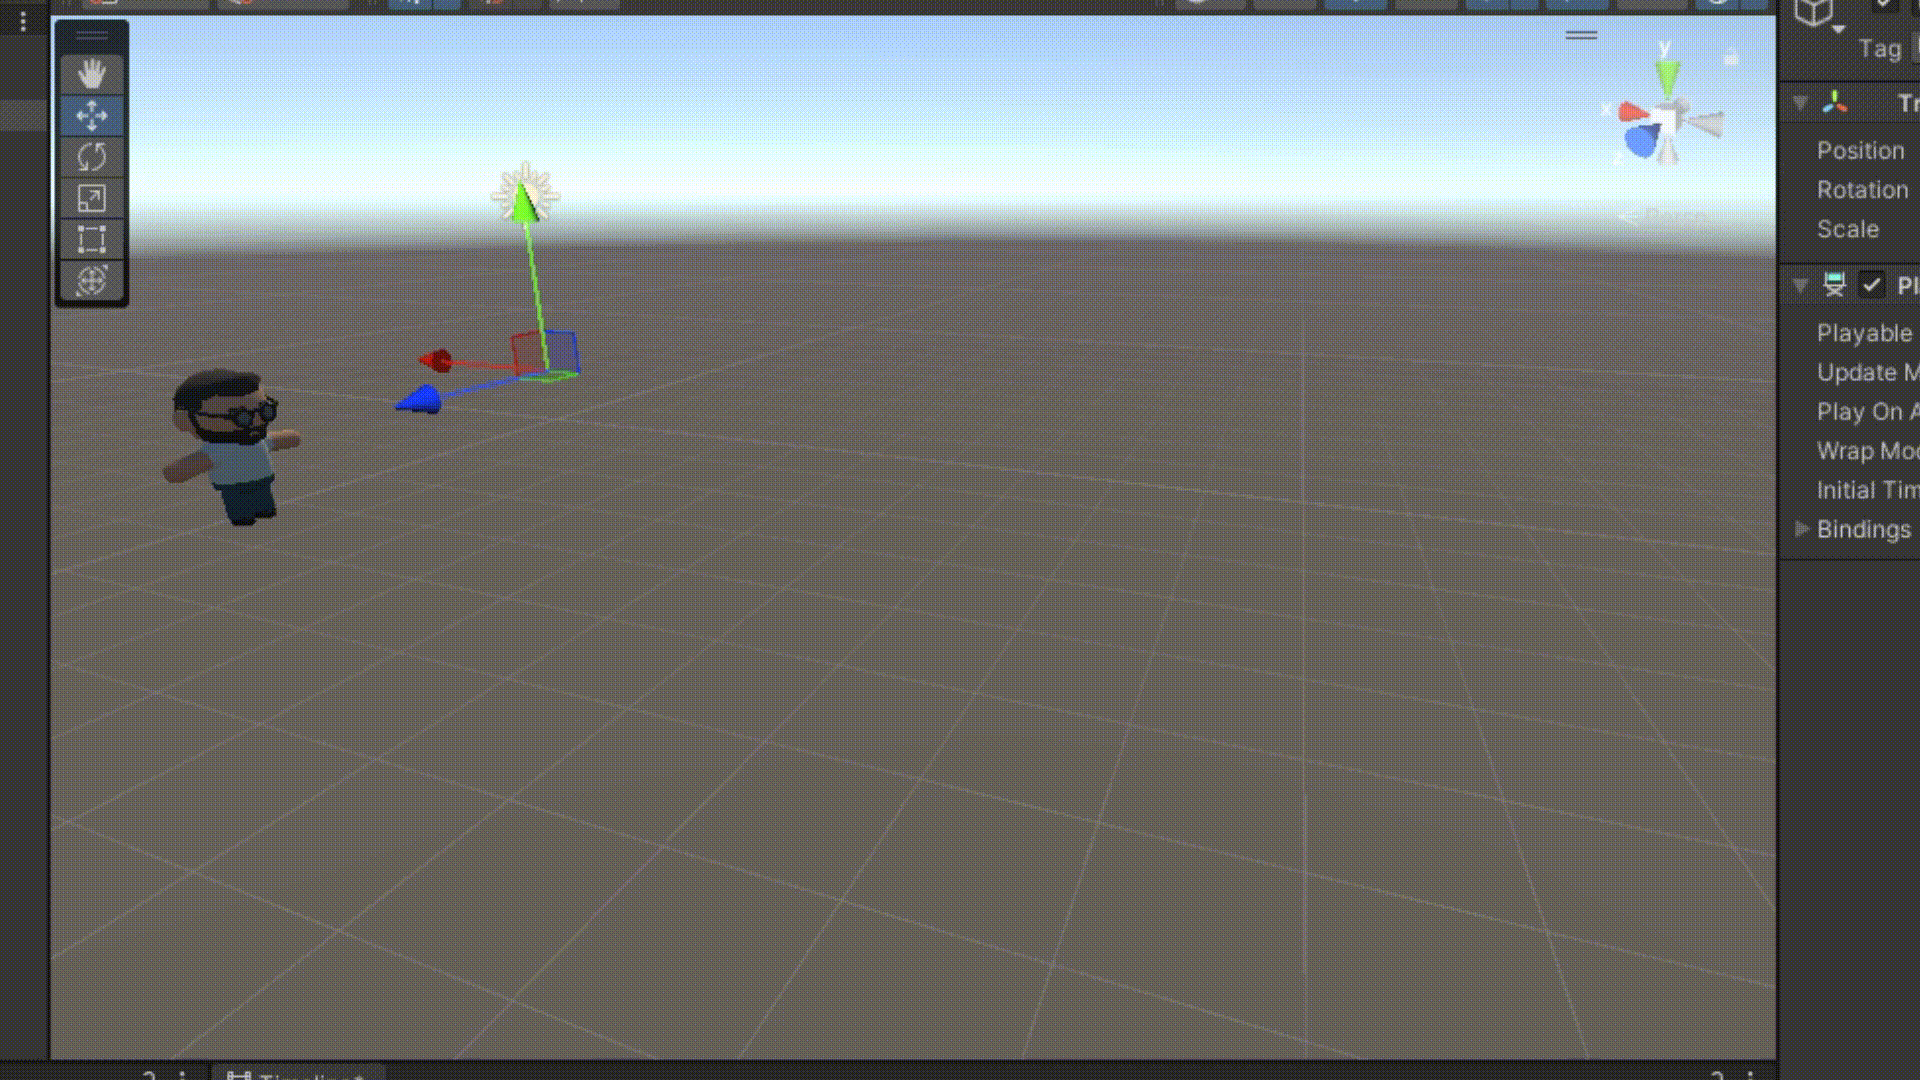 y
Tag
x
Tr
Position
Rotation
Persp
Scale
Pl
Playable
Update M
Play On A
Wrap Mod
Initial Tim
Bindings
Timeline*